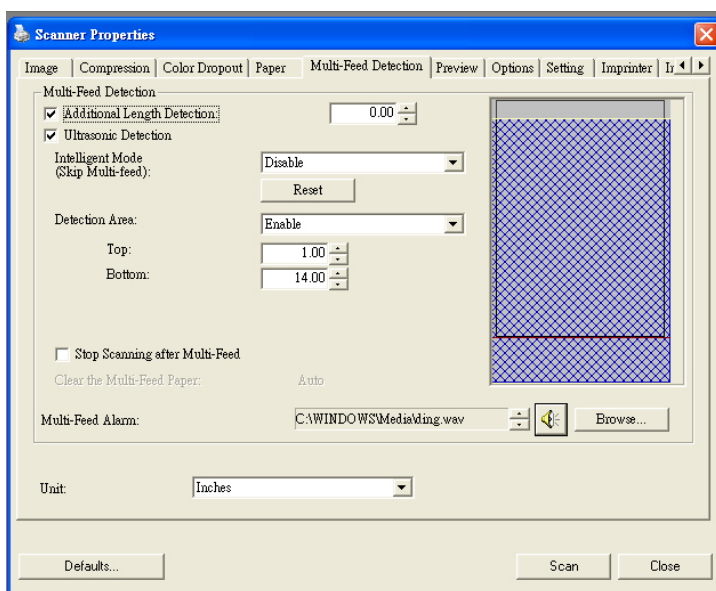 Scanner Properties
Image Compression Color Dropout Paper Multi-Feed Detection Preview Options Setting Imprinter
Multi-Feed Detection
Additional Length Detection: 0.00
Ultrasonic Detection
Intelligent Mode
(Skip Multi-feed): Disable
Reset
Detection Area: Enable
Top: 1.00
Bottom: 14.00
Stop Scanning after Multi-Feed
Clear the Multi-Feed Paper: Auto
Multi-Feed Alarm: C:\WINDOWS\Media\ding.wav Browse...
Unit: Inches
Defaults... Scan Close